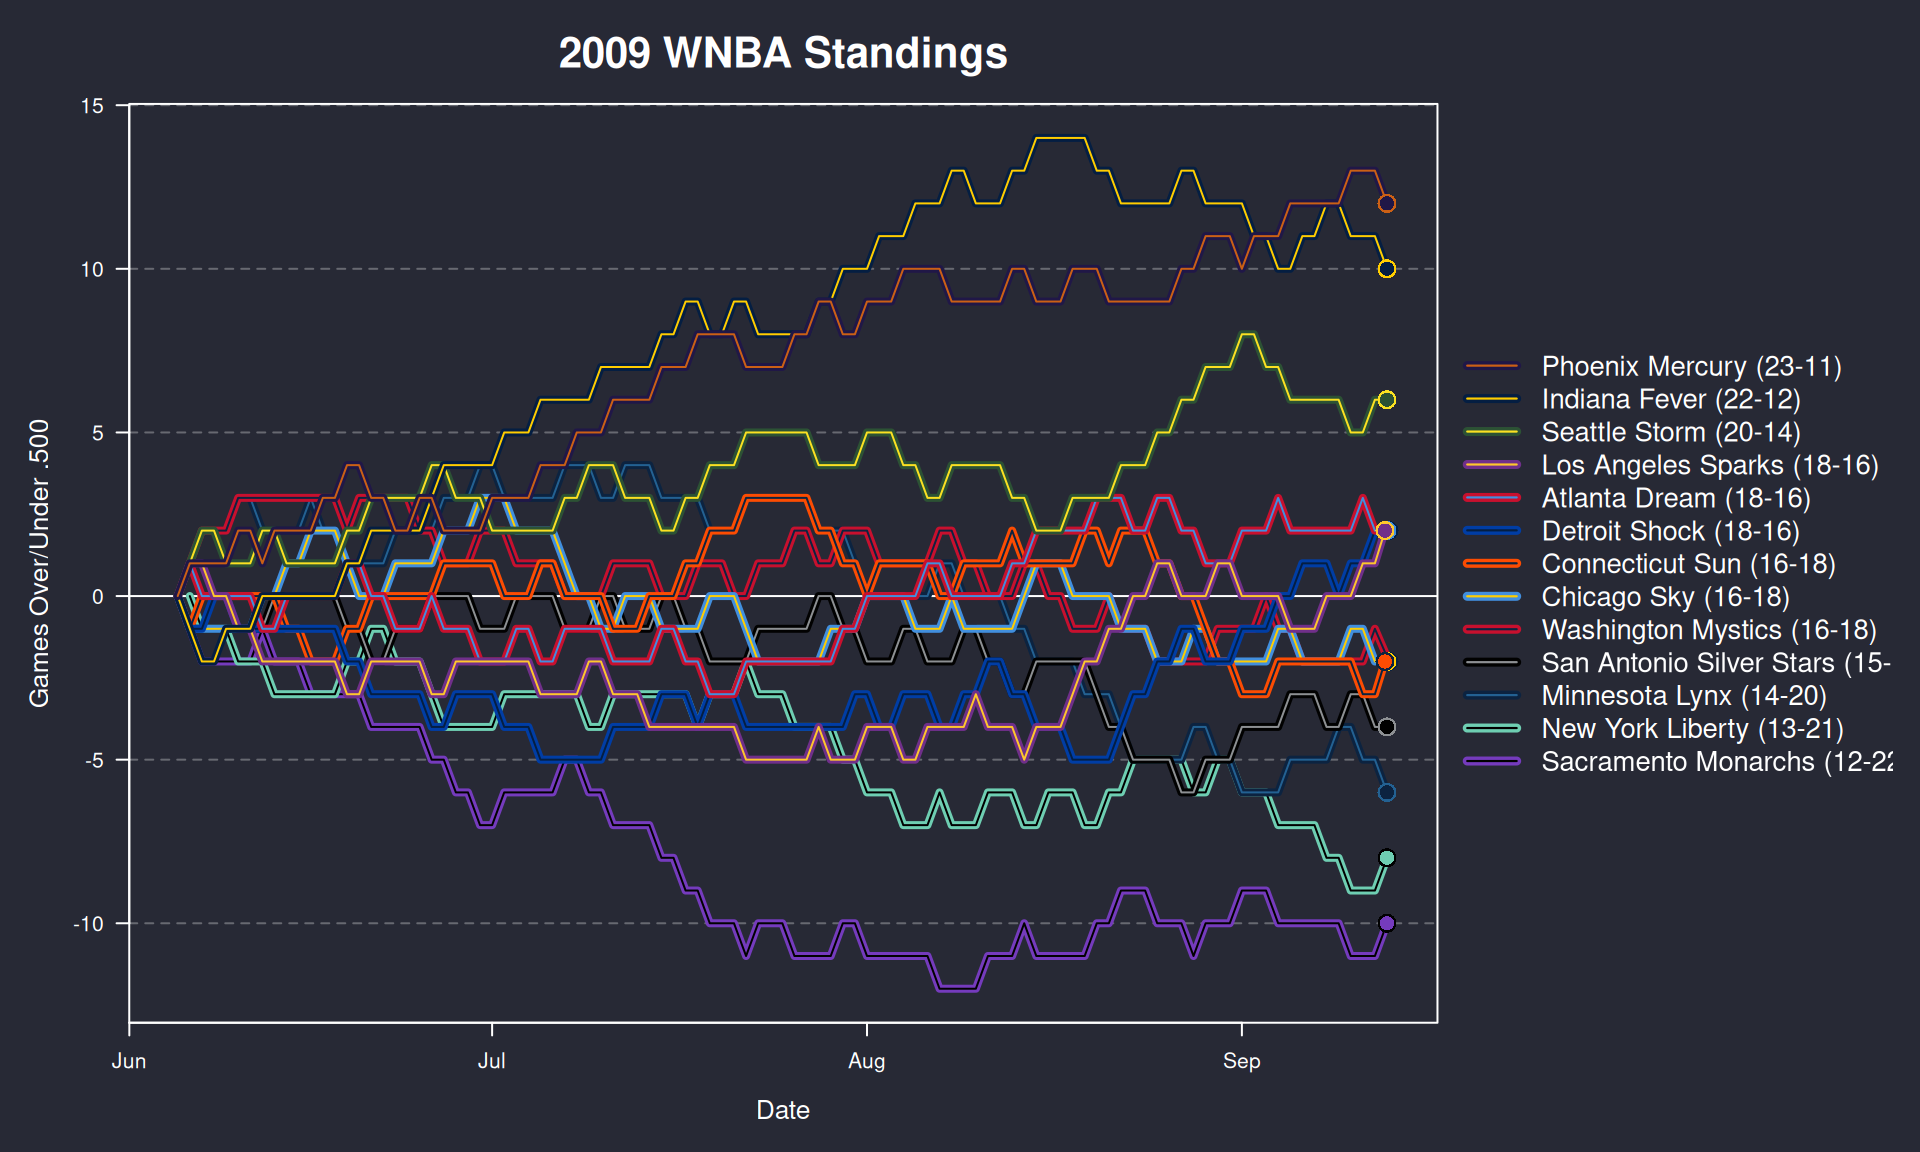 2009 WNBA Standings
15
10
5
0
-5
-10
Games Over/Under .500
Jun Jul Aug Sep
Date
Phoenix Mercury (23-11)
Indiana Fever (22-12)
Seattle Storm (20-14)
Los Angeles Sparks (18-16)
Atlanta Dream (18-16)
Detroit Shock (18-16)
Connecticut Sun (16-18)
Chicago Sky (16-18)
Washington Mystics (16-18)
San Antonio Silver Stars (15-
Minnesota Lynx (14-20)
New York Liberty (13-21)
Sacramento Monarchs (12-22